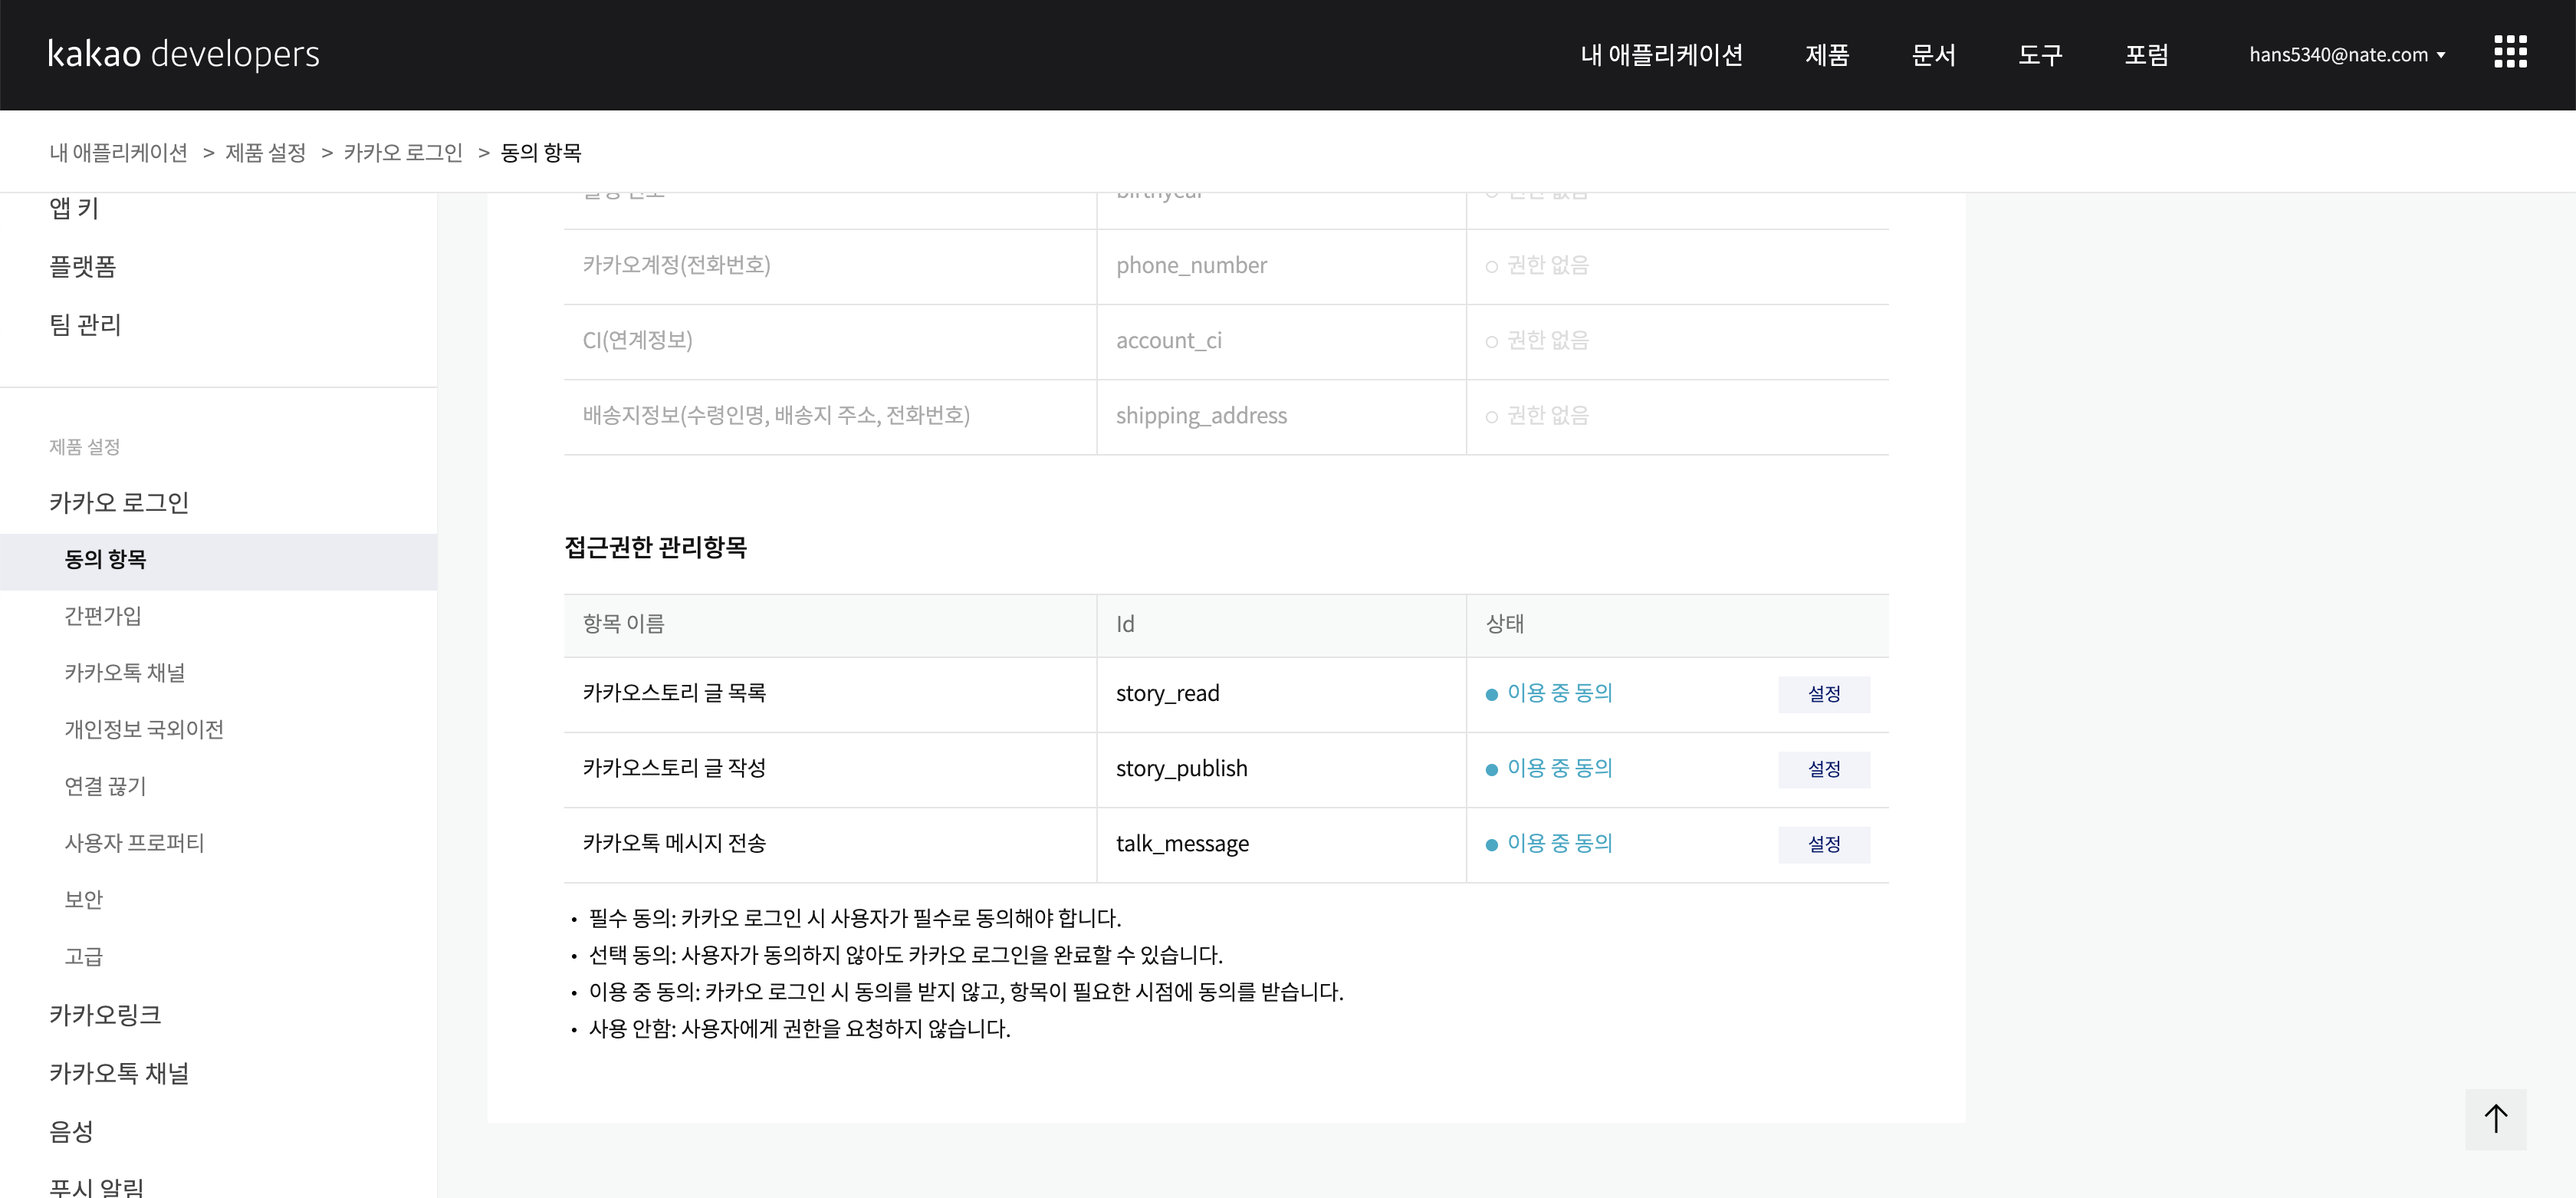 kakao developers
내 애플리케이션 제품 문서 도구 포럼 hans5340@nate.com
내 애플리케이션 > 제품 설정 > 카카오 로그인 > 동의 항목
앱 키
플랫폼
팀 관리
제품 설정
카카오 로그인
동의 항목
간편가입
카카오톡 채널
개인정보 국외이전
연결 끊기
사용자 프로퍼티
보안
고급
카카오링크
카카오톡 채널
음성
푸시 알림
birthyear 권한 없음
카카오계정(전화번호) phone_number 권한 없음
CI(연계정보) account_ci 권한 없음
배송지정보(수령인명, 배송지 주소, 전화번호) shipping_address 권한 없음
접근권한 관리항목
항목 이름 Id 상태
카카오스토리 글 목록 story_read 이용 중 동의 설정
카카오스토리 글 작성 story_publish 이용 중 동의 설정
카카오톡 메시지 전송 talk_message 이용 중 동의 설정
• 필수 동의: 카카오 로그인 시 사용자가 필수로 동의해야 합니다.
• 선택 동의: 사용자가 동의하지 않아도 카카오 로그인을 완료할 수 있습니다.
• 이용 중 동의: 카카오 로그인 시 동의를 받지 않고, 항목이 필요한 시점에 동의를 받습니다.
• 사용 안함: 사용자에게 권한을 요청하지 않습니다.